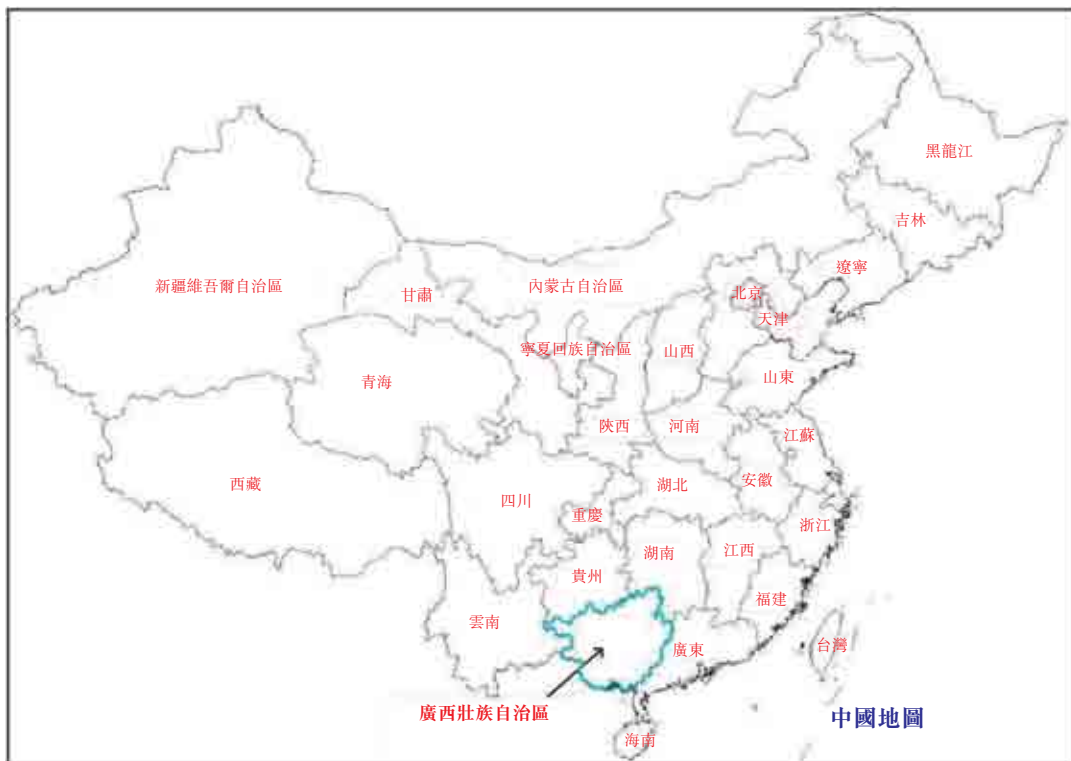 黑龍江
吉林
遼宁
新疆維吾爾自治區
甘肅
內蒙古自治區
北京
天津
寧夏回族自治區
山西
山東
青海
陝西
河南
江蘇
西藏
四川
湖北
安徽
重慶
浙江
湖南
江西
貴州
福建
雲南
廣東
台灣
廣西壯族自治區
中國地圖
海南